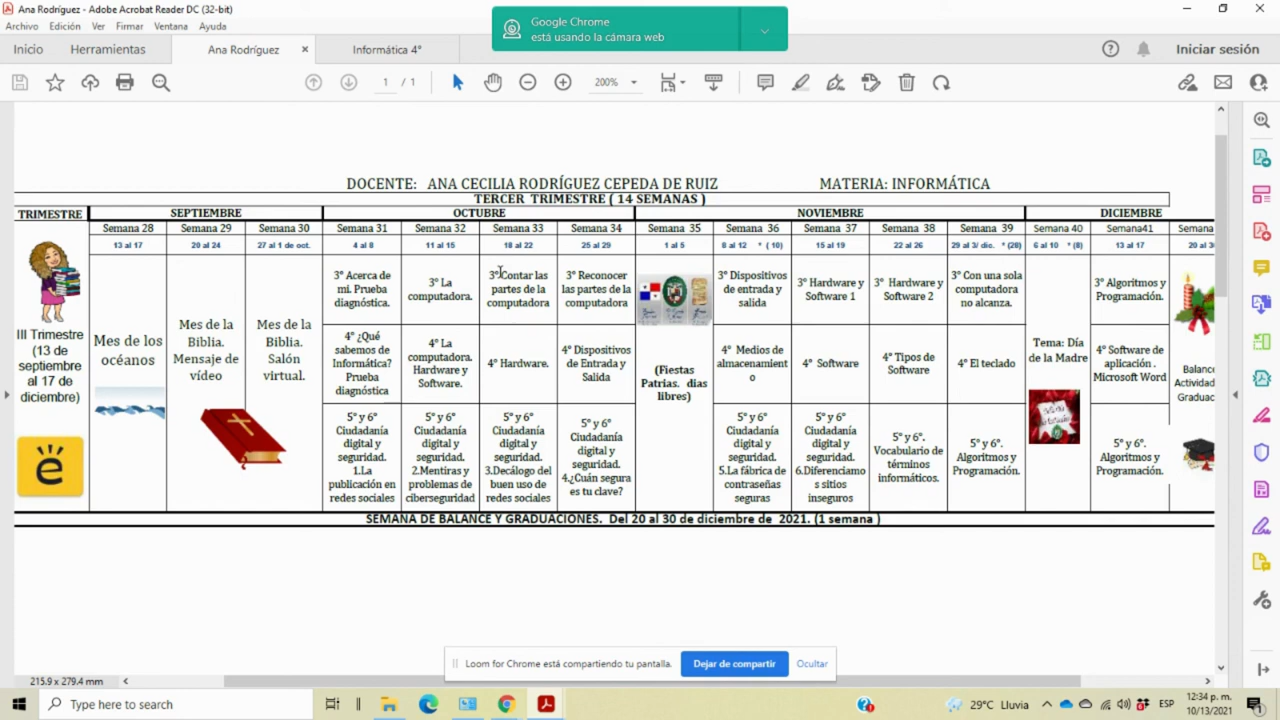 Ana Rodríguez - Adobe Acrobat Reader DC (32-bit)
Archivo Edición Ver Firmar Ventana Ayuda
Google Chrome
está usando la cámara web
Inicio Herramientas Ana Rodríguez × Informática 4° Iniciar sesión
1 / 1 200%
DOCENTE: ANA CECILIA RODRÍGUEZ CEPEDA DE RUIZ MATERIA: INFORMÁTICA
TERCER TRIMESTRE ( 14 SEMANAS )
TRIMESTRE SEPTIEMBRE OCTUBRE NOVIEMBRE DICIEMBRE
Semana 28 Semana 29 Semana 30 Semana 31 Semana 32 Semana 33 Semana 34 Semana 35 Semana 36 Semana 37 Semana 38 Semana 39 Semana 40 Semana41 Semana
13 al 17 20 al 24 27 al 1 de oct. 4 al 8 11 al 15 18 al 22 25 al 29 1 al 5 8 al 12 * ( 10) 15 al 19 22 al 26 29 al 3/ dic. * (28) 6 al 10 * (8) 13 al 17 20 al 3
III Trimestre
(13 de
septiembre
al 17 de
diciembre)
ė
Mes de los
océanos
Mes de la
Biblia.
Mensaje de
vídeo
Mes de la
Biblia.
Salón
virtual.
3° Acerca de
mi. Prueba
diagnóstica.
3° La
computadora.
3° Contar las
partes de la
computadora
3° Reconocer
las partes de la
computadora
3° Dispositivos
de entrada y
salida
3° Hardware y
Software 1
3° Hardware y
Software 2
3° Con una sola
computadora
no alcanza.
3° Algoritmos y
Programación.
4° ¿Qué
sabemos de
Informática?
Prueba
diagnóstica
4° La
computadora.
Hardware y
Software.
4° Hardware.
4° Dispositivos
de Entrada y
Salida
(Fiestas
Patrias. días
libres)
4° Medios de
almacenamient
o
4° Software
4° Tipos de
Software
4° El teclado
Tema: Día
de la Madre
4° Software de
aplicación .
Microsoft Word
Balance
Actividad
Graduac
5° y 6°
Ciudadanía
digital y
seguridad.
1.La
publicación en
redes sociales
5° y 6°
Ciudadanía
digital y
seguridad.
2.Mentiras y
problemas de
ciberseguridad
5° y 6°
Ciudadanía
digital y
seguridad.
3.Decálogo del
buen uso de
redes sociales
5° y 6°
Ciudadanía
digital y
seguridad.
4.¿Cuán segura
es tu clave?
5° y 6°
Ciudadanía
digital y
seguridad.
5.La fábrica de
contraseñas
seguras
5° y 6°
Ciudadanía
digital y
seguridad.
6.Diferenciamo
s sitios
inseguros
5° y 6°.
Vocabulario de
términos
informáticos.
5° y 6°.
Algoritmos y
Programación.
5° y 6°.
Algoritmos y
Programación.
SEMANA DE BALANCE Y GRADUACIONES. Del 20 al 30 de diciembre de 2021. (1 semana )
Loom for Chrome está compartiendo tu pantalla. Dejar de compartir Ocultar
215.9 x 279.4 mm
Type here to search
29°C Lluvia ESP 12:34 p. m.
10/13/2021